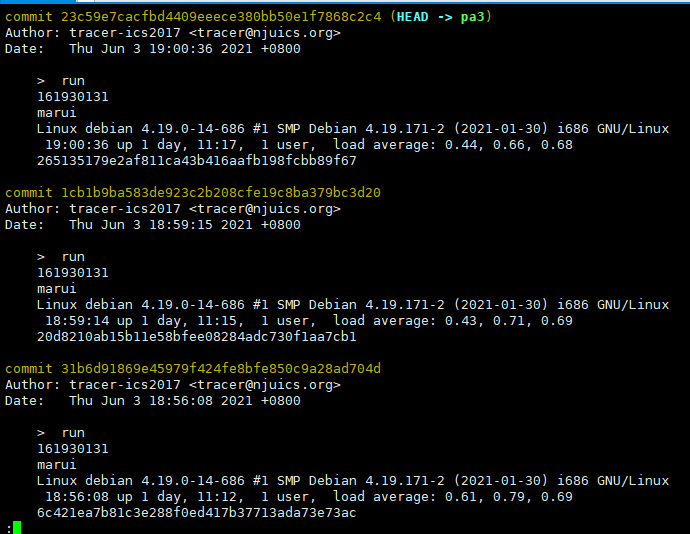 commit 23c59e7cacfbd4409eeece380bb50e1f7868c2c4 (HEAD -> pa3)
Author: tracer-ics2017 <tracer@njuics.org>
Date:   Thu Jun 3 19:00:36 2021 +0800

    >  run
    161930131
    marui
    Linux debian 4.19.0-14-686 #1 SMP Debian 4.19.171-2 (2021-01-30) i686 GNU/Linux
     19:00:36 up 1 day, 11:17,  1 user,  load average: 0.44, 0.66, 0.68
    265135179e2af811ca43b416aafb198fcbb89f67

commit 1cb1b9ba583de923c2b208cfe19c8ba379bc3d20
Author: tracer-ics2017 <tracer@njuics.org>
Date:   Thu Jun 3 18:59:15 2021 +0800

    >  run
    161930131
    marui
    Linux debian 4.19.0-14-686 #1 SMP Debian 4.19.171-2 (2021-01-30) i686 GNU/Linux
     18:59:14 up 1 day, 11:15,  1 user,  load average: 0.43, 0.71, 0.69
    20d8210ab15b11e58bfee08284adc730f1aa7cb1

commit 31b6d91869e45979f424fe8bfe850c9a28ad704d
Author: tracer-ics2017 <tracer@njuics.org>
Date:   Thu Jun 3 18:56:08 2021 +0800

    >  run
    161930131
    marui
    Linux debian 4.19.0-14-686 #1 SMP Debian 4.19.171-2 (2021-01-30) i686 GNU/Linux
     18:56:08 up 1 day, 11:12,  1 user,  load average: 0.61, 0.79, 0.69
    6c421ea7b81c3e288f0ed417b37713ada73e73ac
: